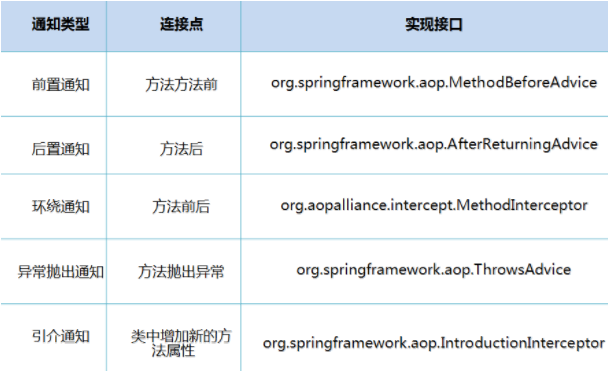 通知类型 连接点 实现接口
前置通知 方法方法前 org.springframework.aop.MethodBeforeAdvice
后置通知 方法后 org.springframework.aop.AfterReturningAdvice
环绕通知 方法前后 org.aopalliance.intercept.MethodInterceptor
异常抛出通知 方法抛出异常 org.springframework.aop.ThrowsAdvice
引介通知 类中增加新的方
法属性 org.springframework.aop.IntroductionInterceptor